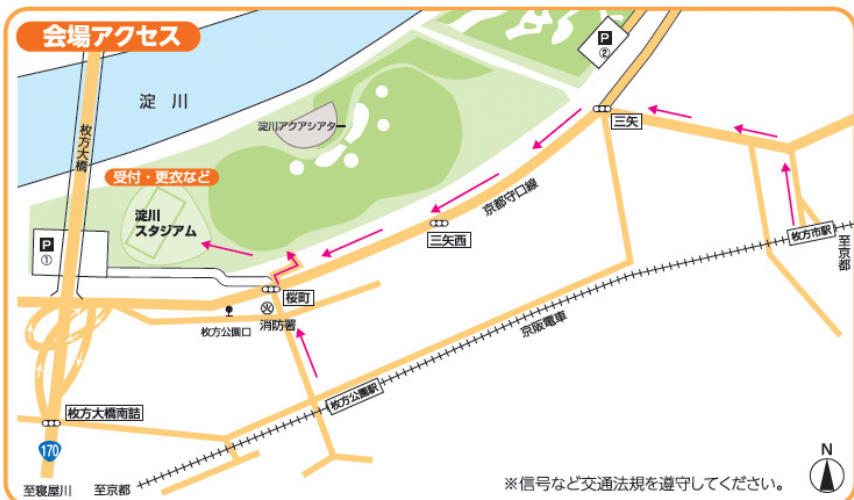 会場アクセス
P
②
淀川
枚方大橋
淀川アクアシアター
三矢
受付・更衣など
京都守口線
淀川
スタジアム
三矢西
枚方市駅
至京都
P
①
桜町
枚方公園口
火
消防署
京阪電車
枚方公園駅
枚方大橋南詰
170
至寝屋川
至京都
※信号など交通法規を遵守してください。
N